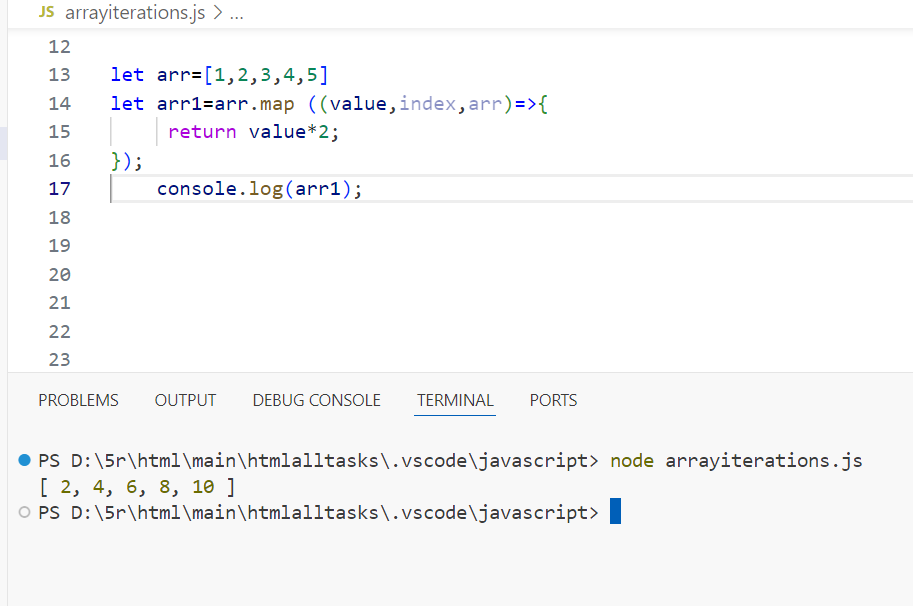 JS arrayiterations.js > ...
12
13 let arr=[1,2,3,4,5]
14 let arr1=arr.map ((value,index,arr)=>{
15 return value*2;
16 });
17 console.log(arr1);
18
19
20
21
22
23
PROBLEMS OUTPUT DEBUG CONSOLE TERMINAL PORTS
PS D:\5r\html\main\htmlalltasks\.vscode\javascript> node arrayiterations.js
[ 2, 4, 6, 8, 10 ]
PS D:\5r\html\main\htmlalltasks\.vscode\javascript>